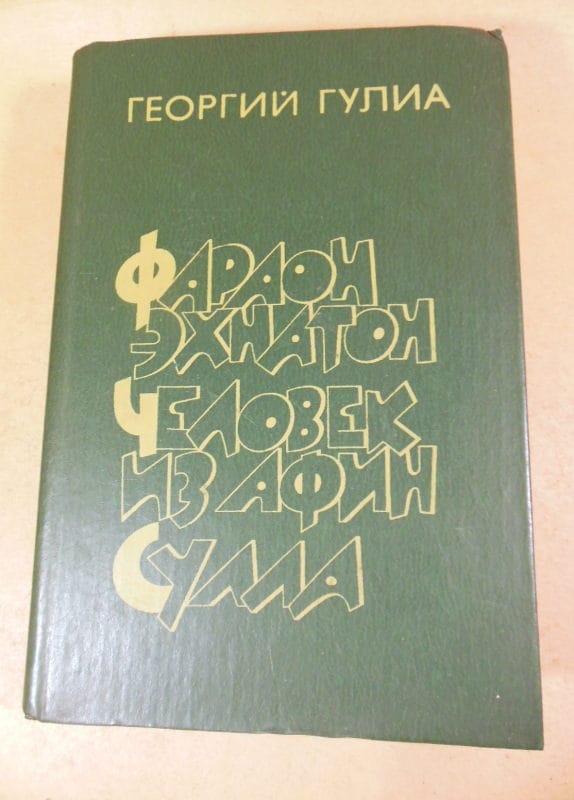 ГЕОРГИЙ ГУЛИА
ФАРАОН
ЭХНАТОН
ЧЕЛОВЕК
ИЗ АФИН
СУЛЛА